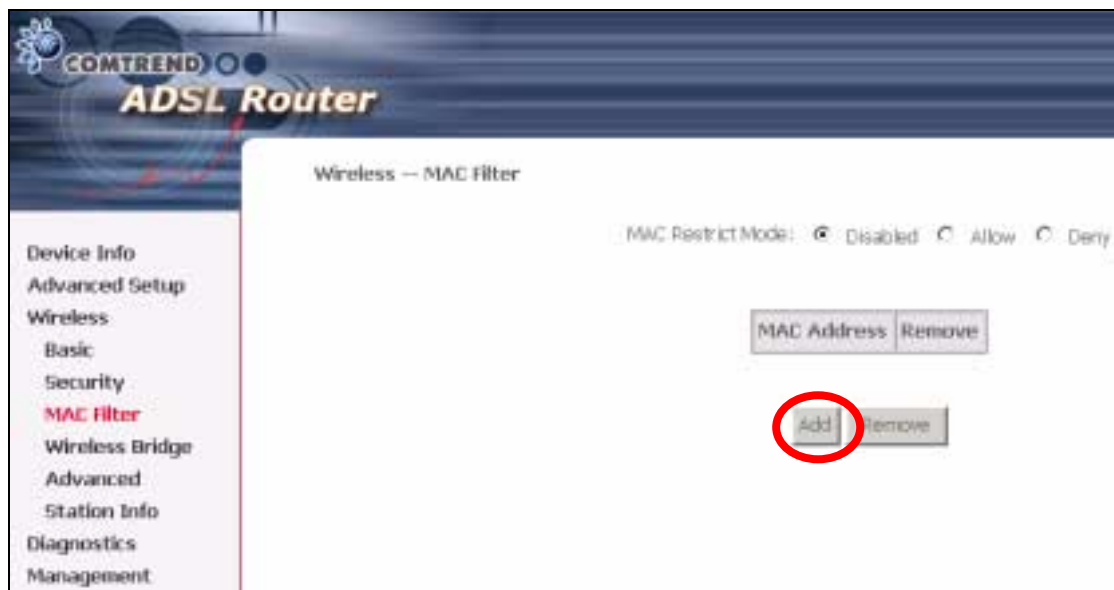 COMTREND
ADSL Router
Wireless -- MAC Filter
MAC Restrict Mode: Disabled Allow Deny
MAC Address Remove
Add Remove
Device Info
Advanced Setup
Wireless
Basic
Security
MAC Filter
Wireless Bridge
Advanced
Station Info
Diagnostics
Management